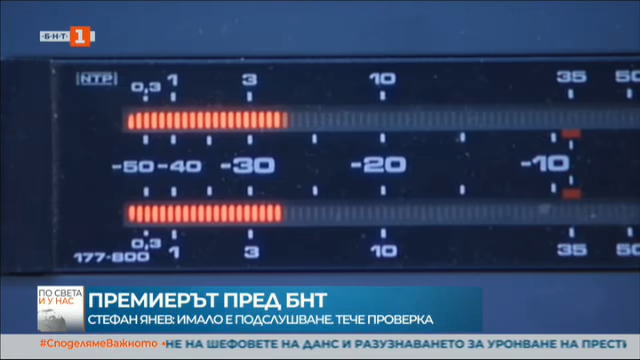 БНТ 1
NTP 0,3 1 3 10 35 50
-50 -40 -30 -20 -10
177-800 0,3 1 3 10 35 50
ПО СВЕТА
И У НАС
ПРЕМИЕРЪТ ПРЕД БНТ
СТЕФАН ЯНЕВ: ИМАЛО Е ПОДСЛУШВАНЕ. ТЕЧЕ ПРОВЕРКА
#СподелямеВажното • НЕ НА ШЕФОВЕТЕ НА ДАНС И РАЗУЗНАВАНЕТО ЗА УРОНВАНЕ НА ПРЕСТИ